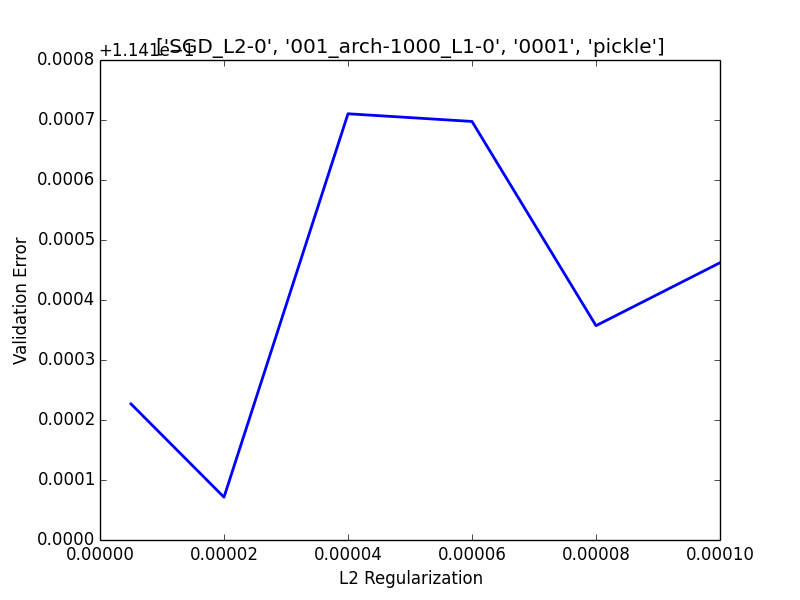 ['SGD_L2-0', '001_arch-1000_L1-0', '0001', 'pickle']
+1.141e−1
0.0008
0.0007
0.0006
0.0005
0.0004
0.0003
0.0002
0.0001
0.0000
Validation Error
0.00000 0.00002 0.00004 0.00006 0.00008 0.00010
L2 Regularization